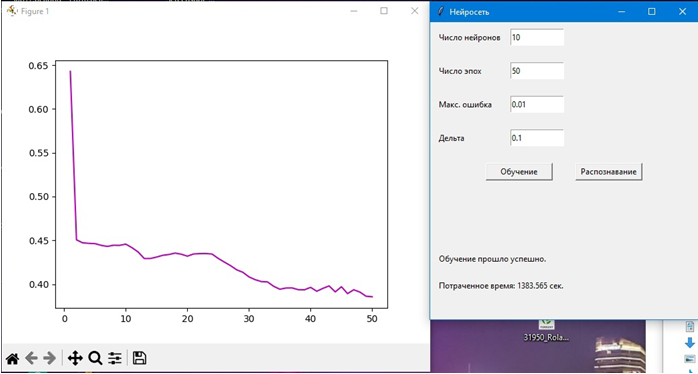 Figure 1
0.65
0.60
0.55
0.50
0.45
0.40
0
10
20
30
40
50
Нейросеть
Число нейронов 10
Число эпох 50
Макс. ошибка 0.01
Дельта 0.1
Обучение Распознавание
Обучение прошло успешно.
Потраченное время: 1383.565 сек.
31950_Rola...